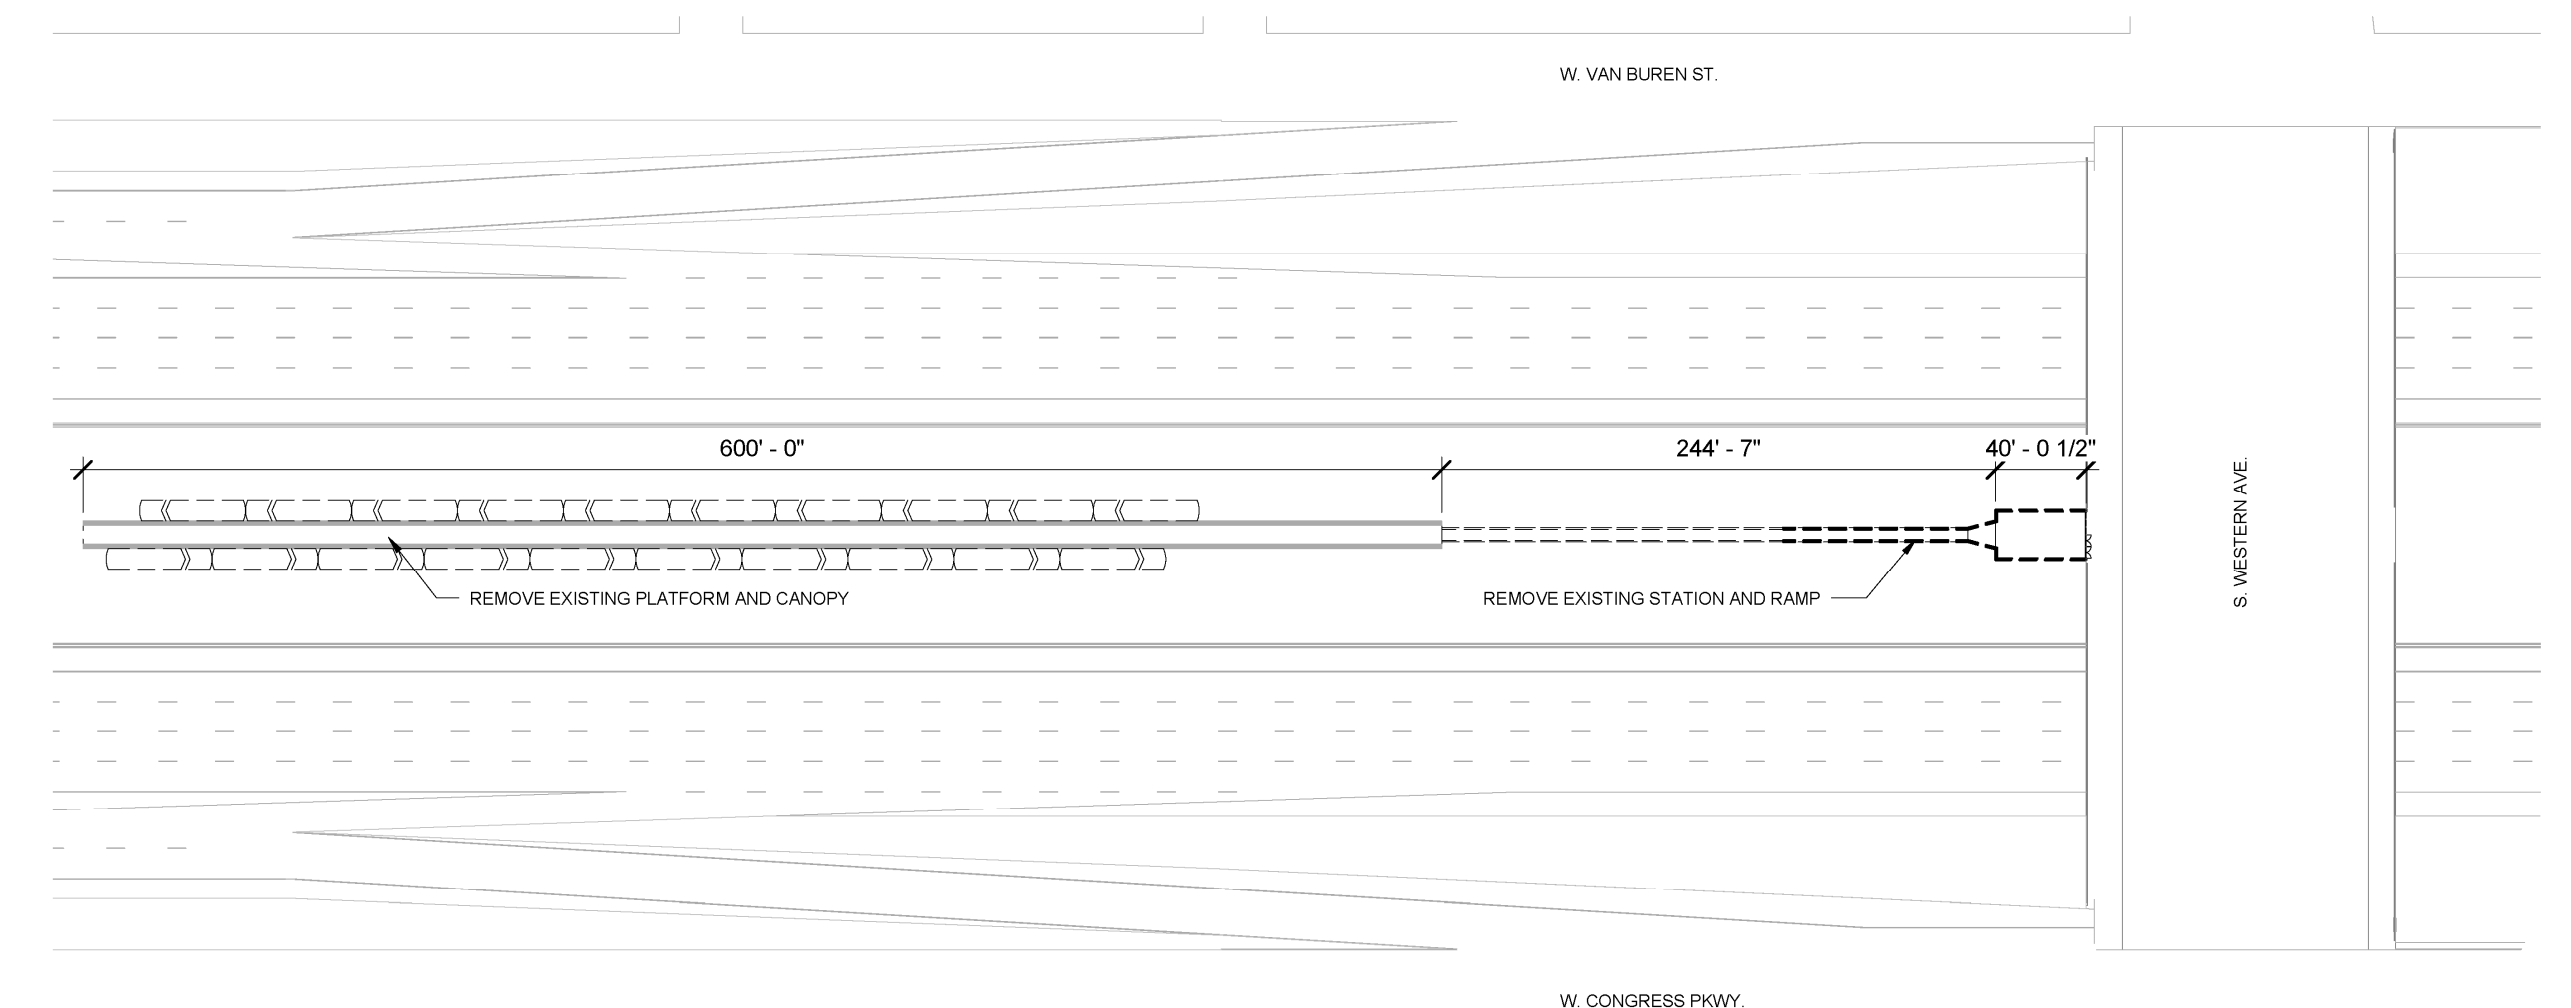 W. VAN BUREN ST.
600' - 0"
244' - 7"
40' - 0 1/2"
REMOVE EXISTING PLATFORM AND CANOPY
REMOVE EXISTING STATION AND RAMP
S. WESTERN AVE.
W. CONGRESS PKWY.